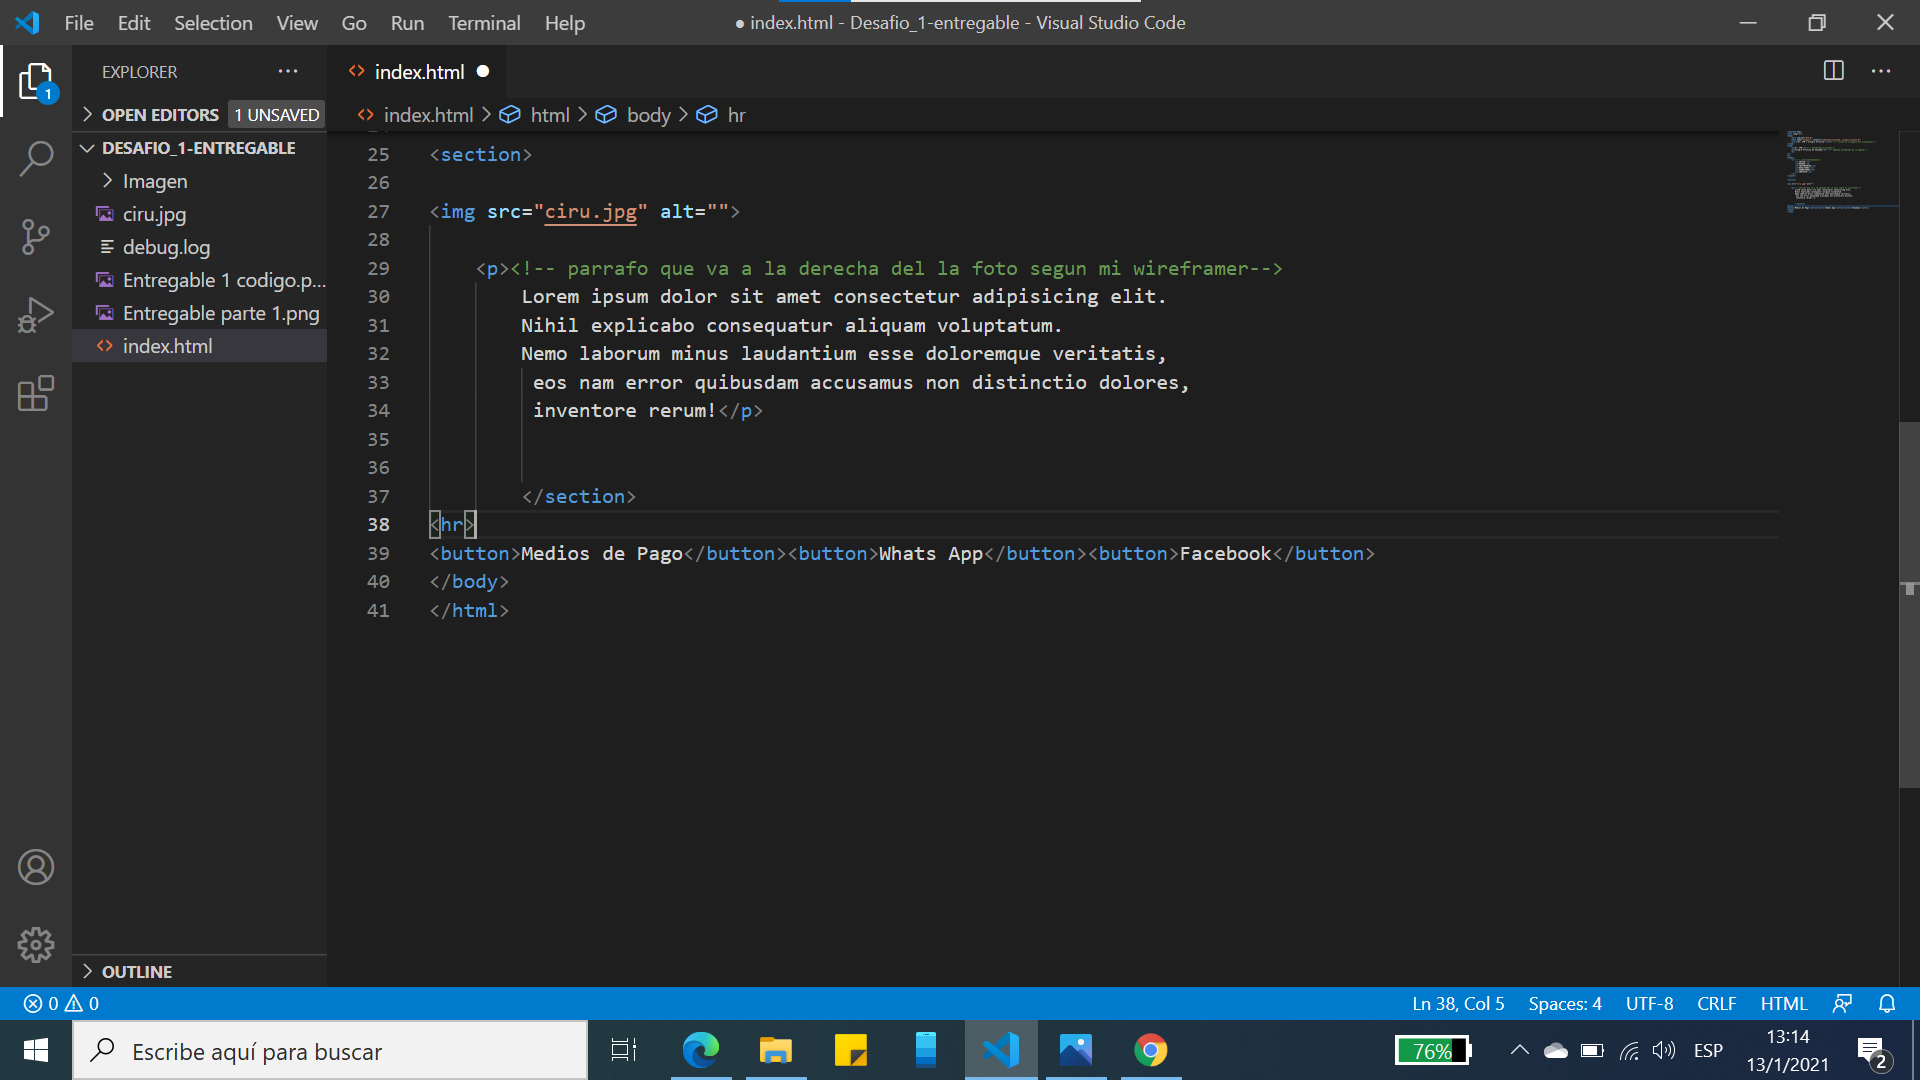 File Edit Selection View Go Run Terminal Help
● index.html - Desafio_1-entregable - Visual Studio Code
EXPLORER
index.html
1
OPEN EDITORS 1 UNSAVED
index.html > html > body > hr
DESAFIO_1-ENTREGABLE
Imagen
ciru.jpg
debug.log
Entregable 1 codigo.p...
Entregable parte 1.png
index.html
OUTLINE
25 <section>
26
27 <img src="ciru.jpg" alt="">
28
29 <p><!-- parrafo que va a la derecha del la foto segun mi wireframer-->
30 Lorem ipsum dolor sit amet consectetur adipisicing elit.
31 Nihil explicabo consequatur aliquam voluptatum.
32 Nemo laborum minus laudantium esse doloremque veritatis,
33 eos nam error quibusdam accusamus non distinctio dolores,
34 inventore rerum!</p>
35
36
37 </section>
38 <hr>
39 <button>Medios de Pago</button><button>Whats App</button><button>Facebook</button>
40 </body>
41 </html>
0 0
Ln 38, Col 5 Spaces: 4 UTF-8 CRLF HTML
Escribe aquí para buscar
76%
ESP
13:14
13/1/2021
2